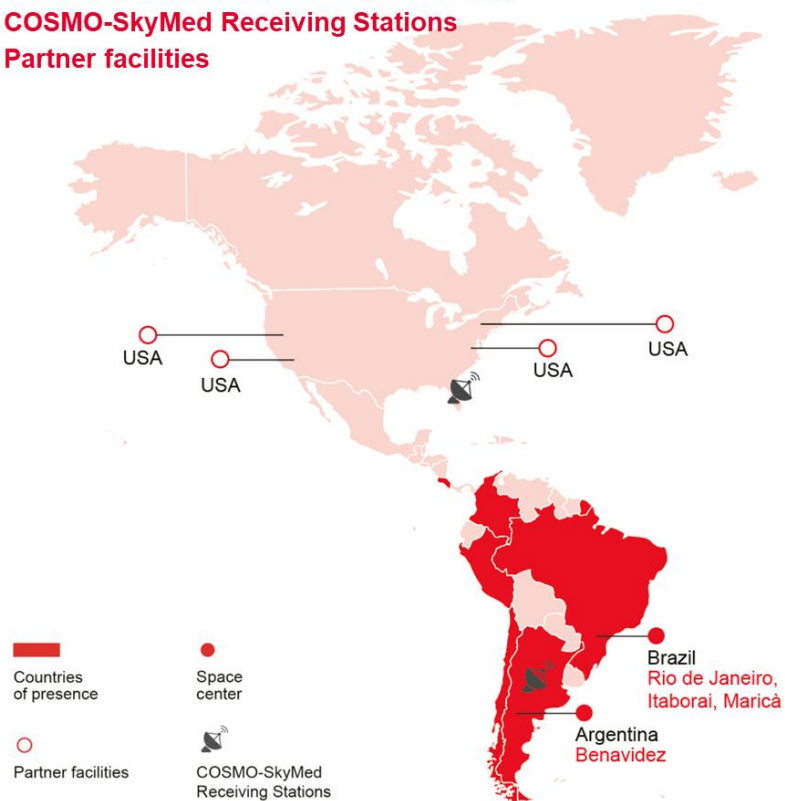 COSMO-SkyMed Receiving Stations
Partner facilities
USA
USA
USA
USA
Brazil
Rio de Janeiro,
Itaborai, Maricà
Argentina
Benavidez
Countries
of presence
Space
center
Partner facilities
COSMO-SkyMed
Receiving Stations